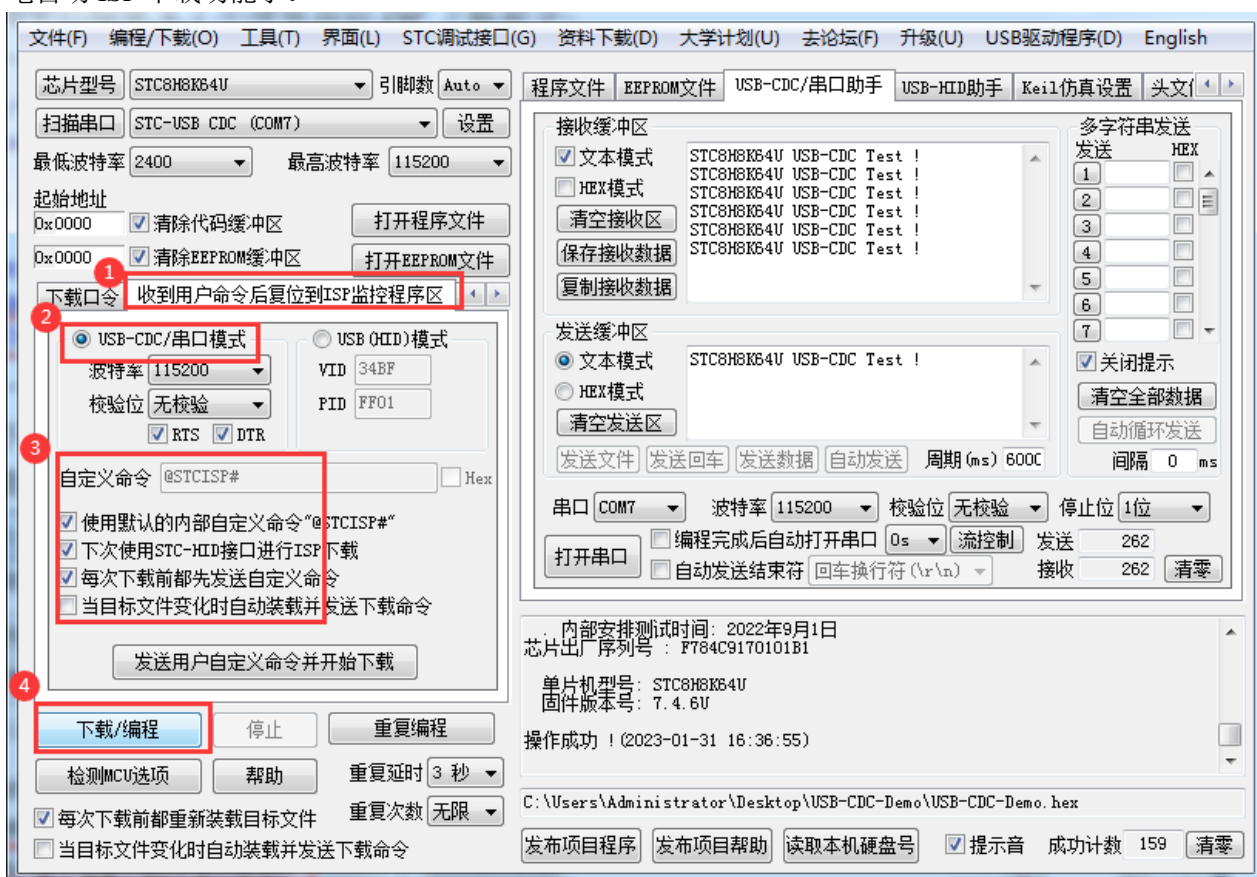 文件(F) 编程/下载(O) 工具(T) 界面(L) STC调试接口(G) 资料下载(D) 大学计划(U) 去论坛(F) 升级(U) USB驱动程序(D) English
芯片型号 STC8H8K64U 引脚数 Auto
扫描串口 STC-USB CDC (COM7) 设置
最低波特率 2400 最高波特率 115200
起始地址
0x0000 清除代码缓冲区 打开程序文件
0x0000 清除EEPROM缓冲区 打开EEPROM文件
1
下载口令 收到用户命令后复位到ISP监控程序区
2
USB-CDC/串口模式 USB(HID)模式
波特率 115200 VID 34BF
校验位 无校验 PID FF01
RTS DTR
3
自定义命令 @STCISP# Hex
使用默认的内部自定义命令"@STCISP#"
下次使用STC-HID接口进行ISP下载
每次下载前都先发送自定义命令
当目标文件变化时自动装载并发送下载命令
发送用户自定义命令并开始下载
4
下载/编程 停止 重复编程
检测MCU选项 帮助 重复延时 3 秒
每次下载前都重新装载目标文件 重复次数 无限
当目标文件变化时自动装载并发送下载命令
程序文件 EEPROM文件 USB-CDC/串口助手 USB-HID助手 Keil仿真设置
接收缓冲区
文本模式
HEX模式
清空接收区
保存接收数据
复制接收数据
STC8H8K64U USB-CDC Test !
STC8H8K64U USB-CDC Test !
STC8H8K64U USB-CDC Test !
STC8H8K64U USB-CDC Test !
STC8H8K64U USB-CDC Test !
STC8H8K64U USB-CDC Test !
多字符串发送
发送 HEX
1
2
3
4
5
6
7
关闭提示
清空全部数据
自动循环发送
间隔 0 ms
发送缓冲区
文本模式 STC8H8K64U USB-CDC Test !
HEX模式
清空发送区
发送文件 发送回车 发送数据 自动发送 周期(ms)
串口 COM7 波特率 115200 校验位 无校验 停止位 1位
打开串口 编程完成后自动打开串口 0s 流控制 发送 262
自动发送结束符 回车换行符(\r\n) 接收 262 清零
. 内部安排测试时间: 2022年9月1日
芯片出厂序列号 : F784C9170101B1
单片机型号: STC8H8K64U
固件版本号: 7.4.6U
操作成功 !(2023-01-31 16:36:55)
C:\Users\Administrator\Desktop\USB-CDC-Demo\USB-CDC-Demo.hex
发布项目程序 发布项目帮助 读取本机硬盘号 提示音 成功计数 159 清零